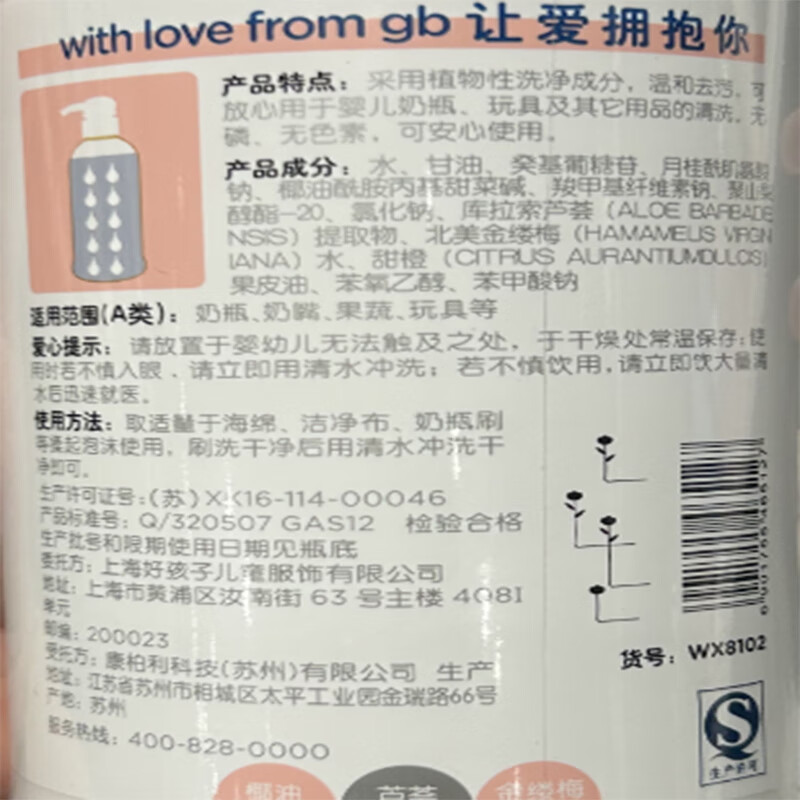 with love from gb 让爱拥抱你
产品特点：采用植物性洗净成分，温和去污，可
放心用于婴儿奶瓶、玩具及其它用品的清洗。无
磷、无色素，可安心使用。
产品成分：水、甘油、癸基葡糖苷、月桂酰肌氨酸
钠、椰油酰胺丙基甜菜碱、羧甲基纤维素钠、聚山梨
醇酯-20、氯化钠、库拉索芦荟（ALOE BARBADE
NSIS）提取物、北美金缕梅（HAMAMELIS VIRGIN
IANA）水、甜橙（CITRUS AURANTIUMDULCIS）
果皮油、苯氧乙醇、苯甲酸钠
适用范围(A类)：奶瓶、奶嘴、果蔬、玩具等
爱心提示：请放置于婴幼儿无法触及之处，于干燥处常温保存；使
用时若不慎入眼，请立即用清水冲洗；若不慎饮用，请立即饮大量清
水后迅速就医。
使用方法：取适量于海绵、洁净布、奶瓶刷
等揉起泡沫使用，刷洗干净后用清水冲洗干
净即可。
生产许可证号：(苏)XK16-114-00046
产品标准号：Q/320507 GAS12 检验合格
生产批号和限期使用日期见瓶底
委托方：上海好孩子儿童服饰有限公司
地址：上海市黄浦区汝南街 63 号主楼 4081
单元
邮编：200023
受托方：康柏利科技(苏州)有限公司 生产
地址：江苏省苏州市相城区太平工业园金瑞路66号
产地：苏州
服务热线：400-828-0000
货号：WX8102
生产许可
椰油 芦荟 金缕梅